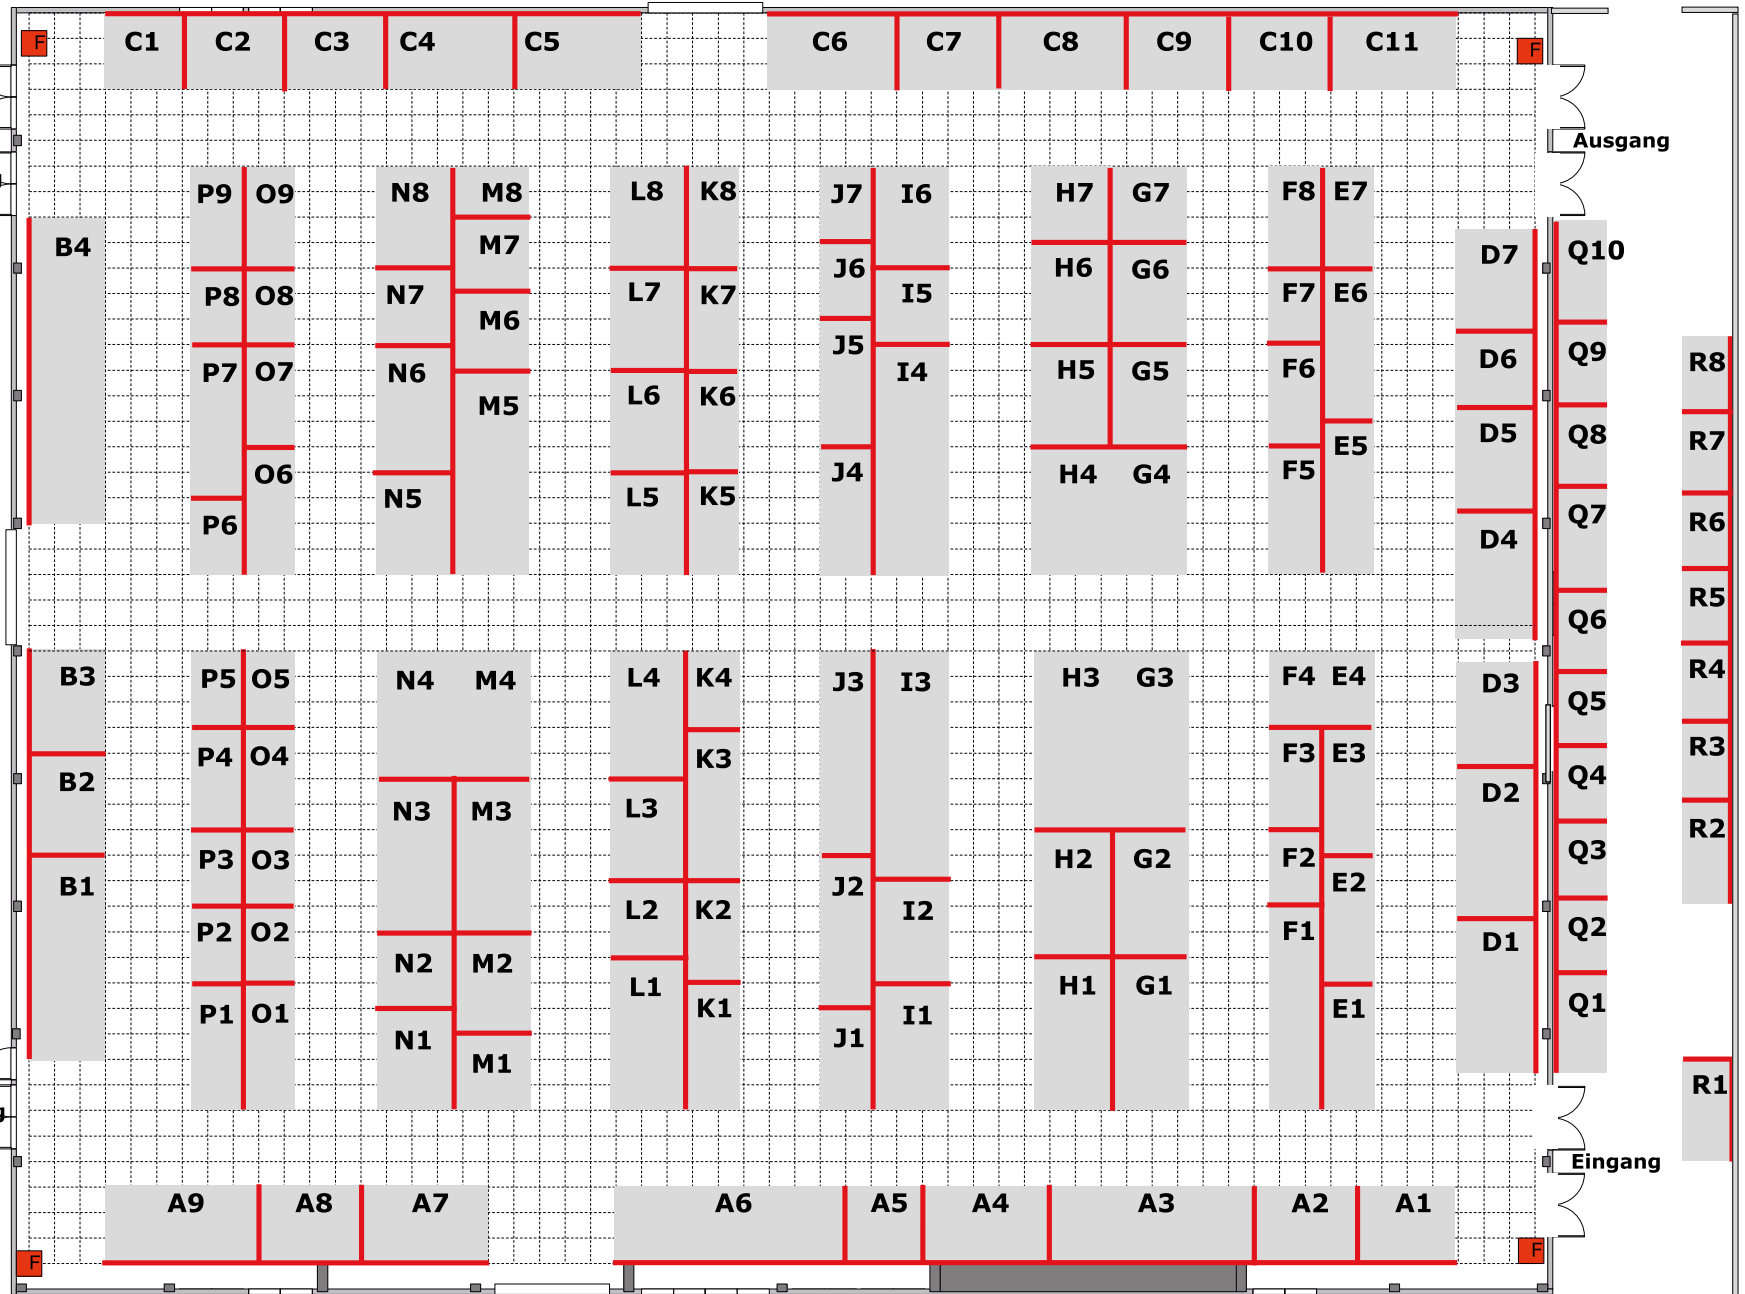 F C1 C2 C3 C4 C5 C6 C7 C8 C9 C10 C11 F
Ausgang
P9 O9 N8 M8 L8 K8 J7 I6 H7 G7 F8 E7
B4 M7 D7 Q10
P8 O8 N7 L7 K7 J6 I5 H6 G6 F7 E6
M6 J5 D6 Q9 R8
P7 O7 N6 L6 K6 I4 H5 G5 F6
M5 D5 Q8 R7
O6 N5 L5 K5 J4 H4 G4 F5 E5
P6 D4 Q7 R6
Q6 R5
B3 P5 O5 N4 M4 L4 K4 J3 I3 H3 G3 F4 E4 D3 Q5 R4
B2 P4 O4 N3 M3 L3 K3 F3 E3 D2 Q4 R3
B1 P3 O3 J2 H2 G2 F2 E2 Q3 R2
P2 O2 N2 M2 L2 K2 I2 F1 D1 Q2
P1 O1 N1 M1 L1 K1 J1 I1 H1 G1 E1 Q1
R1
Eingang
A9 A8 A7 A6 A5 A4 A3 A2 A1
F F